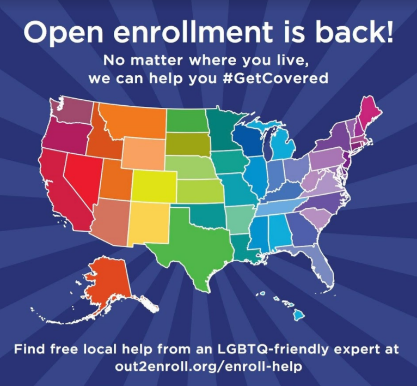 Open enrollment is back!
No matter where you live,
we can help you #GetCovered
Find free local help from an LGBTQ-friendly expert at
out2enroll.org/enroll-help